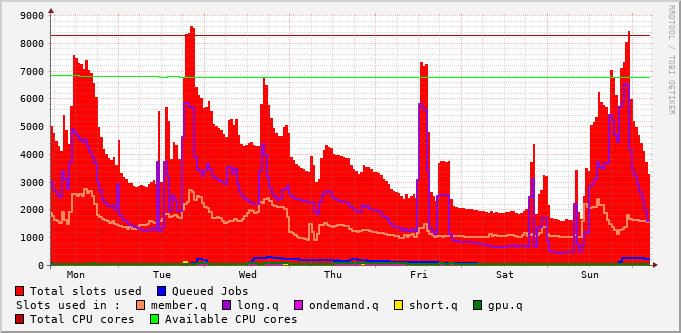 9000
8000
7000
6000
5000
4000
3000
2000
1000
0
Mon Tue Wed Thu Fri Sat Sun
RRDTOOL / TOBI OETIKER
Total slots used Queued Jobs
Slots used in : member.q long.q ondemand.q short.q gpu.q
Total CPU cores Available CPU cores